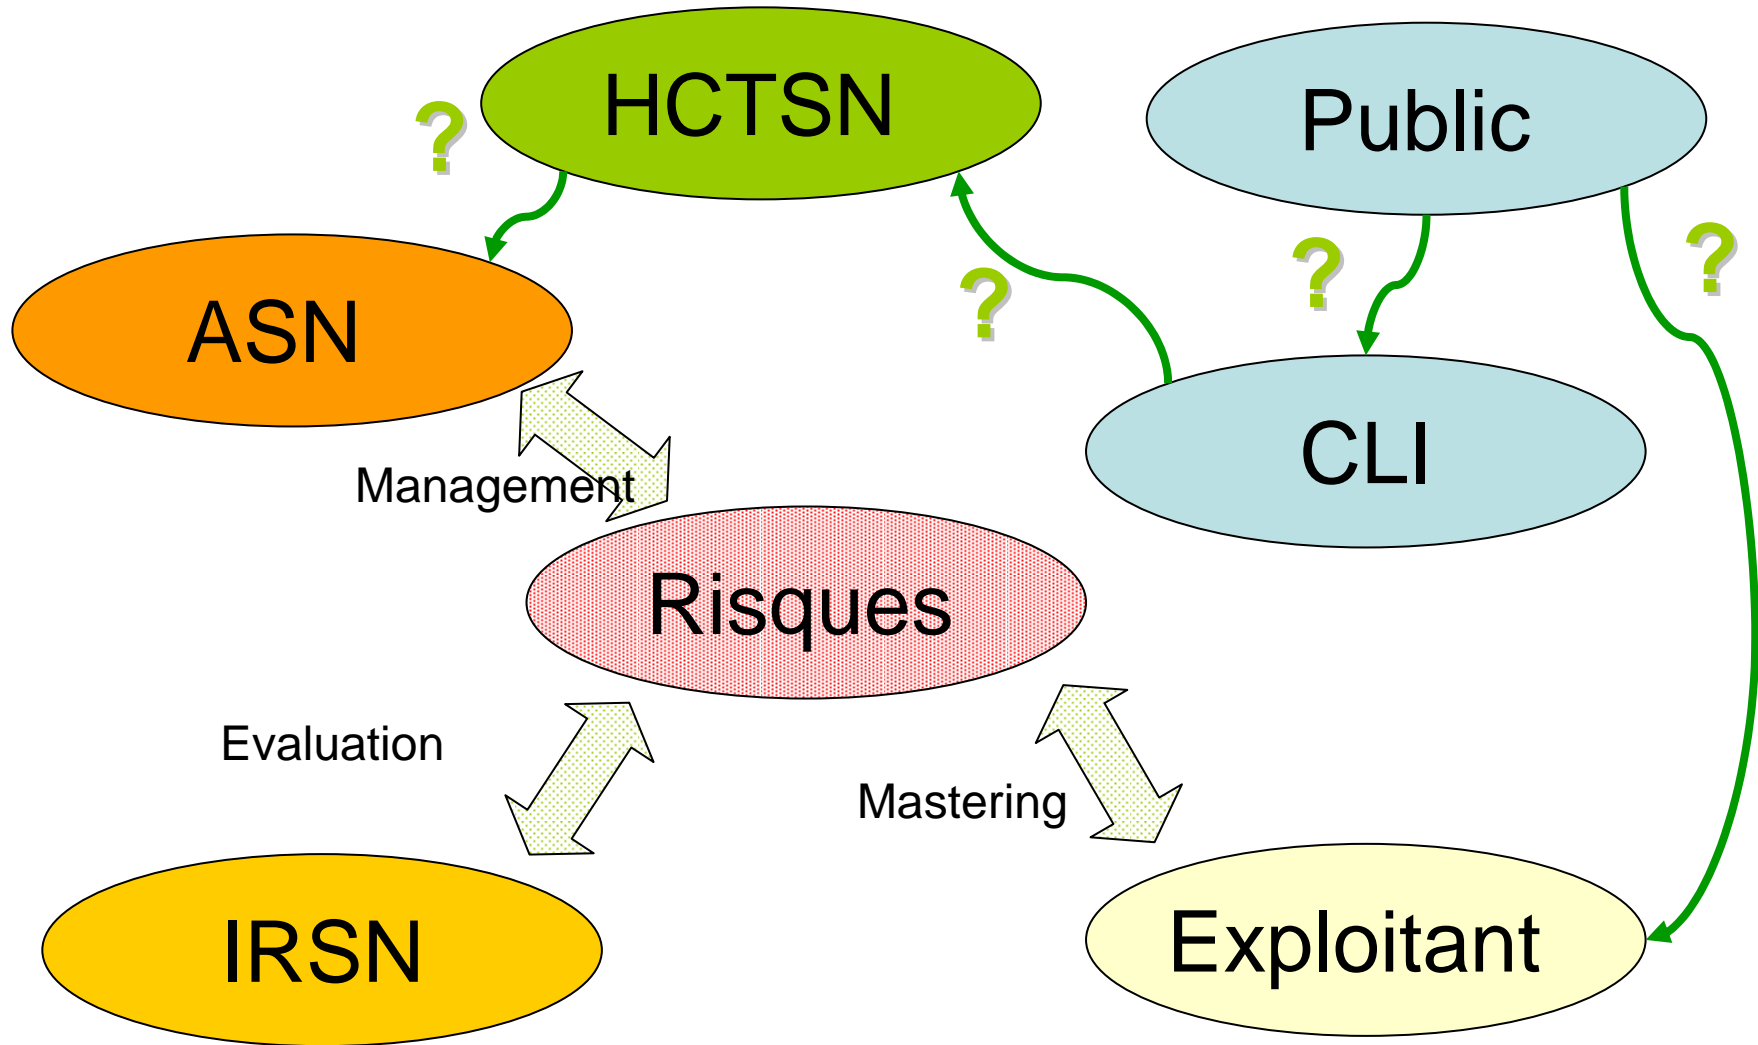 HCTSN
Public
?
?
?
?
ASN
CLI
Management
Risques
Evaluation
Mastering
IRSN
Exploitant